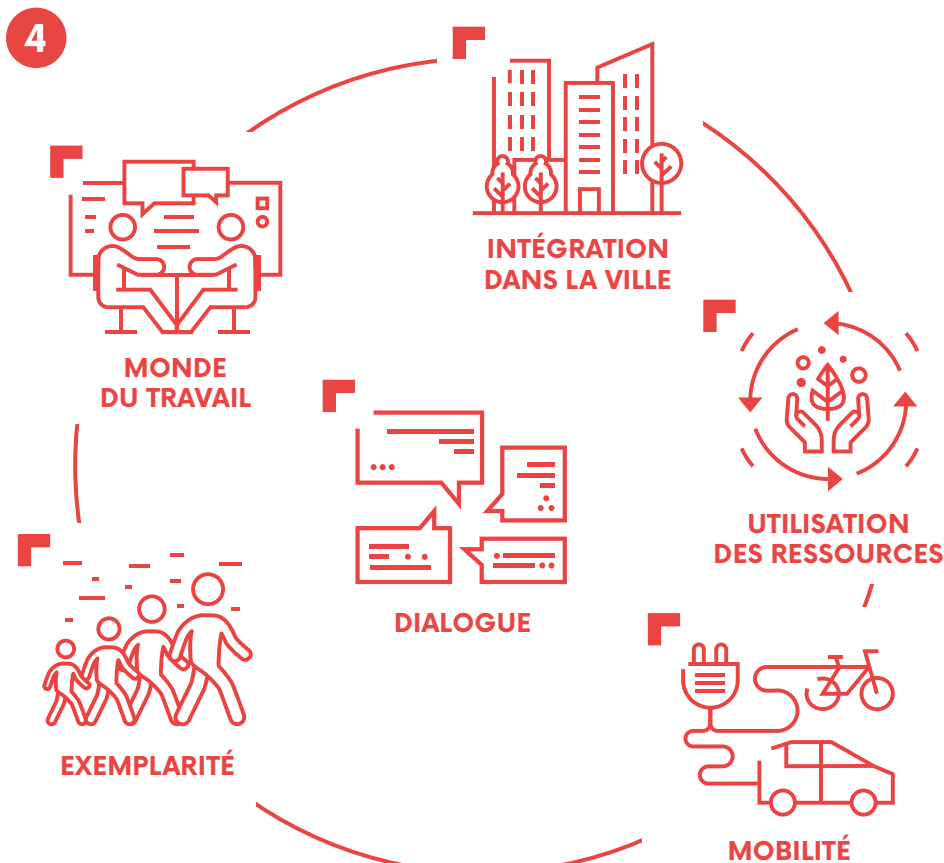 4
INTÉGRATION
DANS LA VILLE
MONDE
DU TRAVAIL
UTILISATION
DES RESSOURCES
DIALOGUE
EXEMPLARITÉ
MOBILITÉ